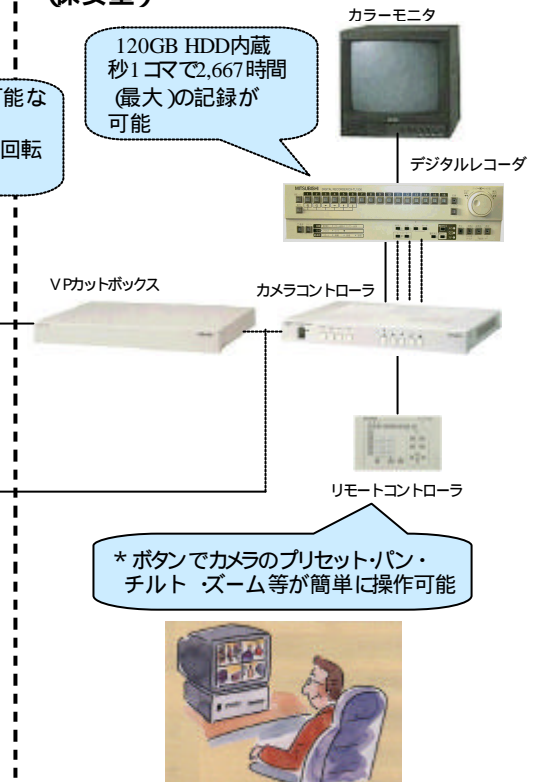 カラーモニタ
120GB HDD内蔵
秒1コマで2,667時間
(最大)の記録が
可能
能な
回転
デジタルレコーダ
MITSUBISHI
VPカットボックス
カメラコントローラ
リモートコントローラ
*ボタンでカメラのプリセット・パン・
チルト・ズーム等が簡単に操作可能